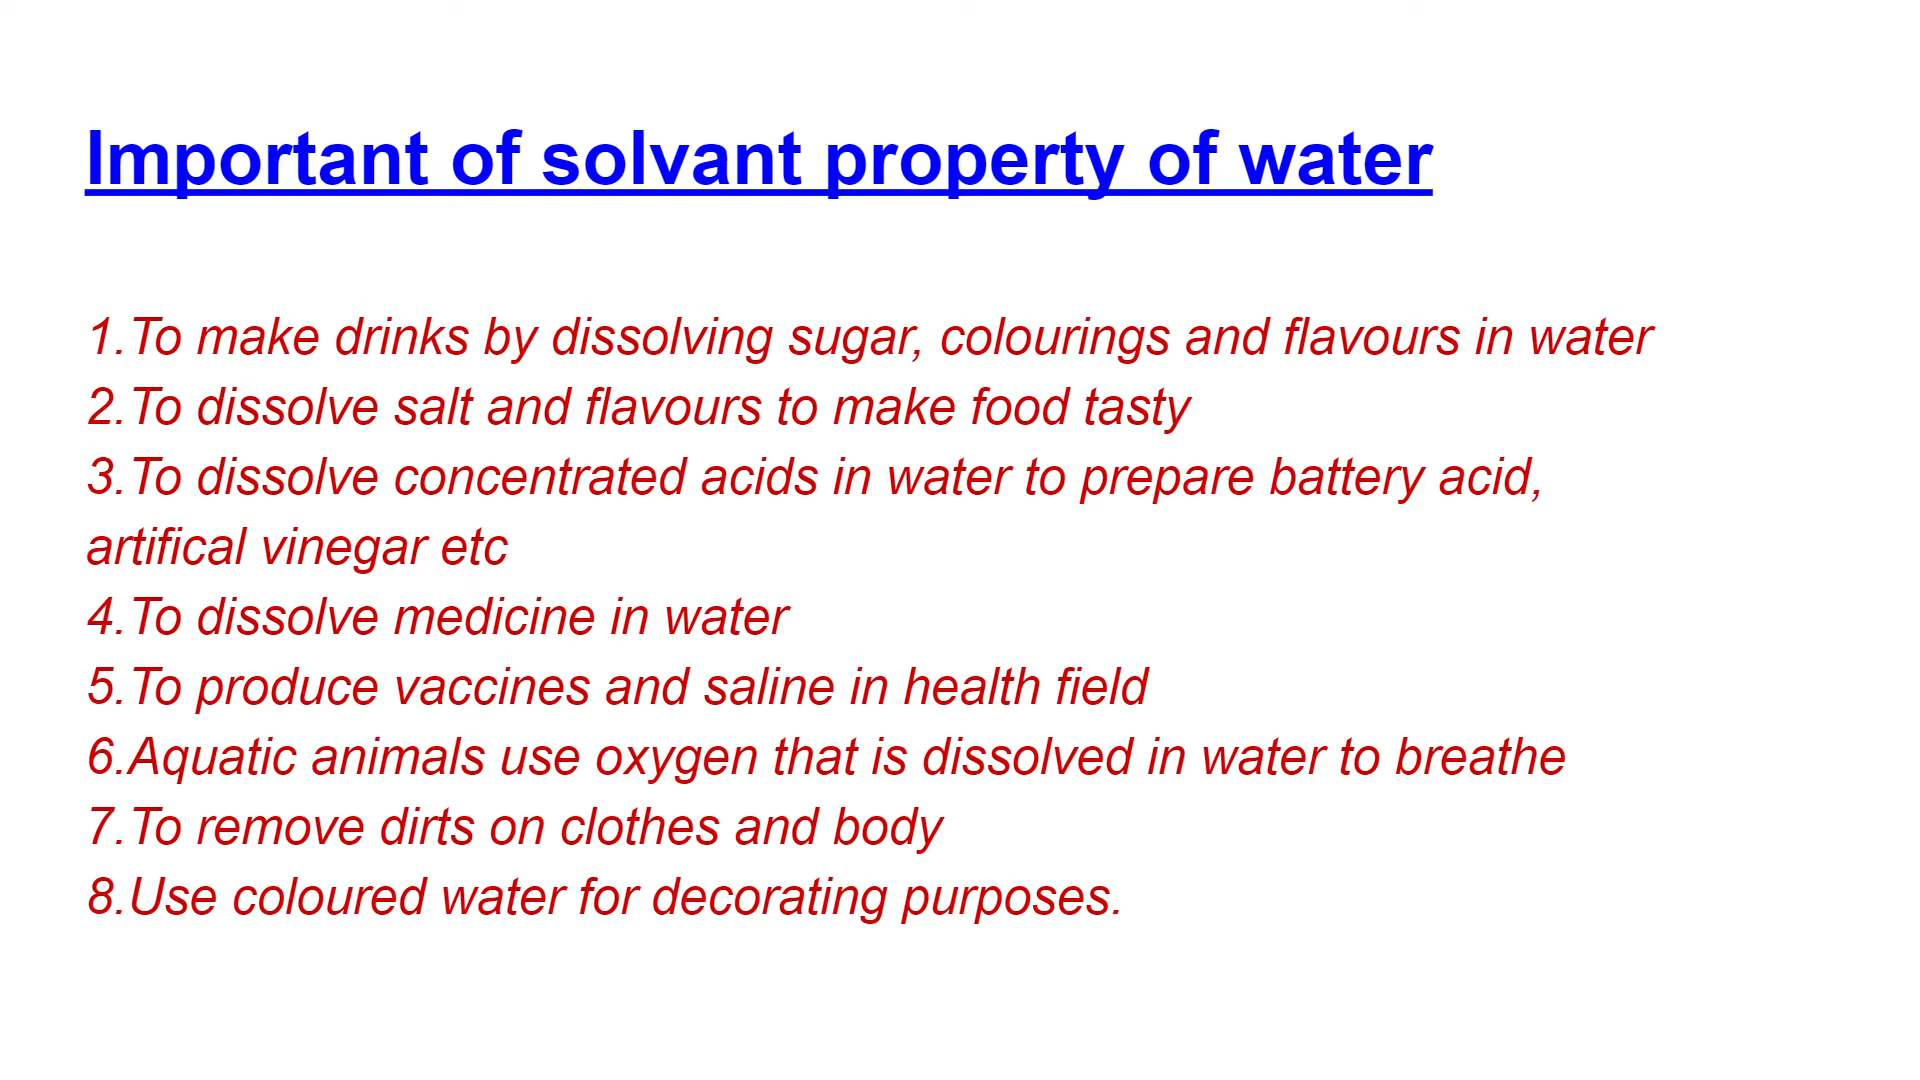 Important of solvant property of water
1.To make drinks by dissolving sugar, colourings and flavours in water
2.To dissolve salt and flavours to make food tasty
3.To dissolve concentrated acids in water to prepare battery acid,
artifical vinegar etc
4.To dissolve medicine in water
5.To produce vaccines and saline in health field
6.Aquatic animals use oxygen that is dissolved in water to breathe
7.To remove dirts on clothes and body
8.Use coloured water for decorating purposes.